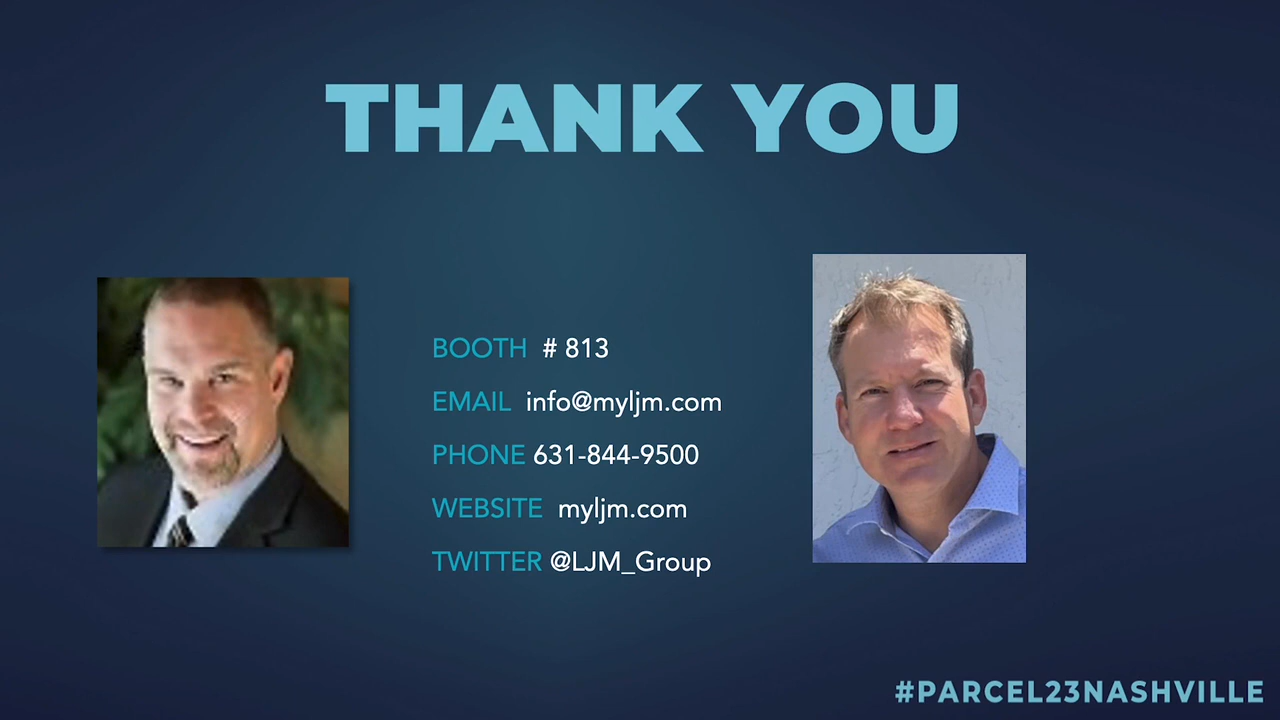 THANK YOU
BOOTH # 813
EMAIL info@myljm.com
PHONE 631-844-9500
WEBSITE myljm.com
TWITTER @LJM_Group
#PARCEL23NASHVILLE